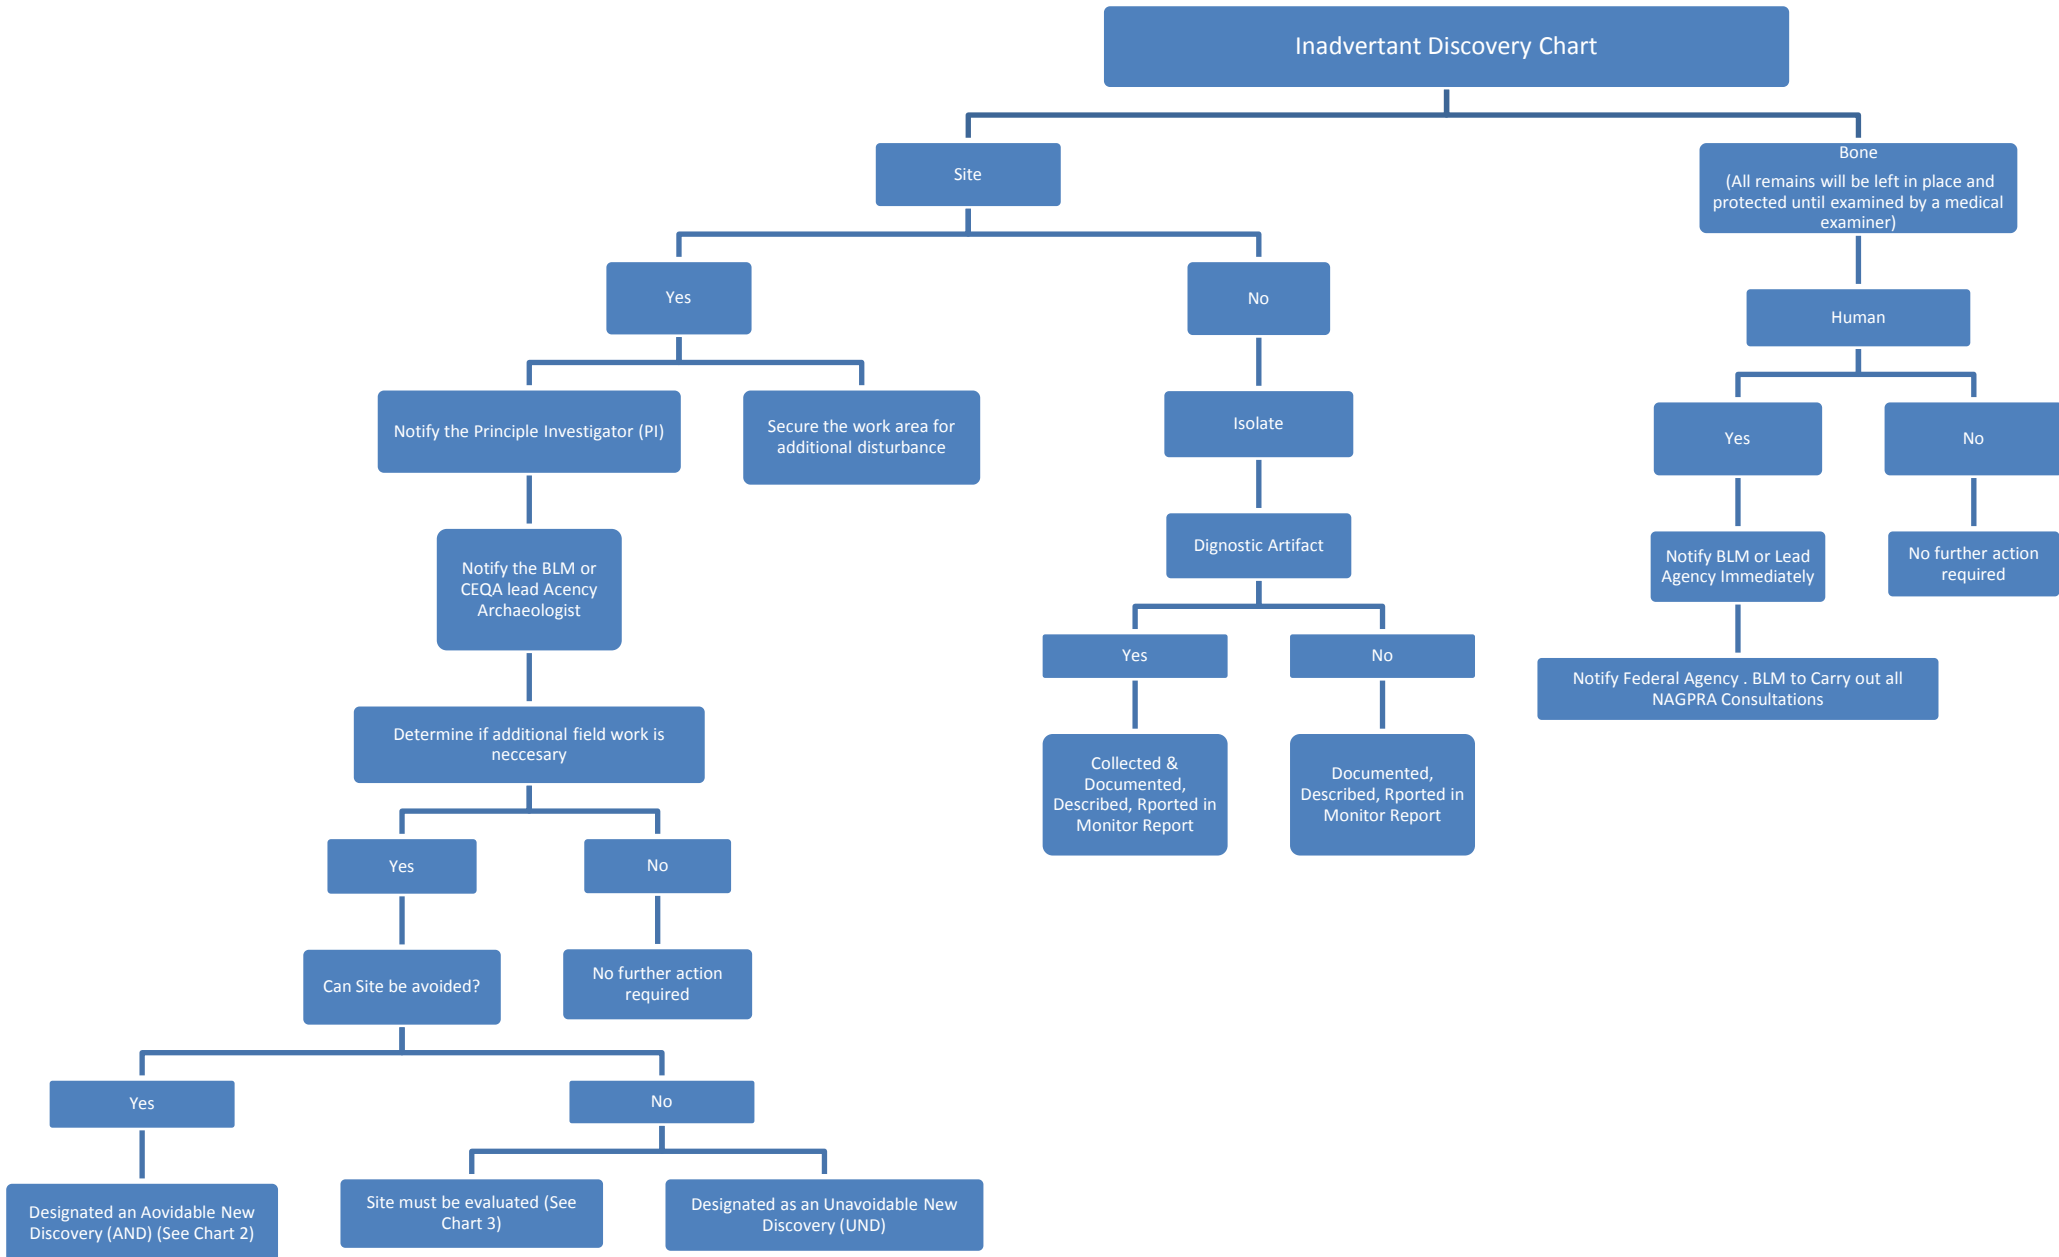 Inadvertant Discovery Chart
Site
Bone
(All remains will be left in place and
protected until examined by a medical
examiner)
Yes
No
Human
Notify the Principle Investigator (PI)
Secure the work area for
additional disturbance
Isolate
Yes
No
Notify the BLM or
CEQA lead Acency
Archaeologist
Dignostic Artifact
Notify BLM or Lead
Agency Immediately
No further action
required
Yes
No
Notify Federal Agency . BLM to Carry out all
NAGPRA Consultations
Determine if additional field work is
neccesary
Collected &
Documented,
Described, Rported in
Monitor Report
Documented,
Described, Rported in
Monitor Report
Yes
No
Can Site be avoided?
No further action
required
Yes
No
Designated an Aovidable New
Discovery (AND) (See Chart 2)
Site must be evaluated (See
Chart 3)
Designated as an Unavoidable New
Discovery (UND)